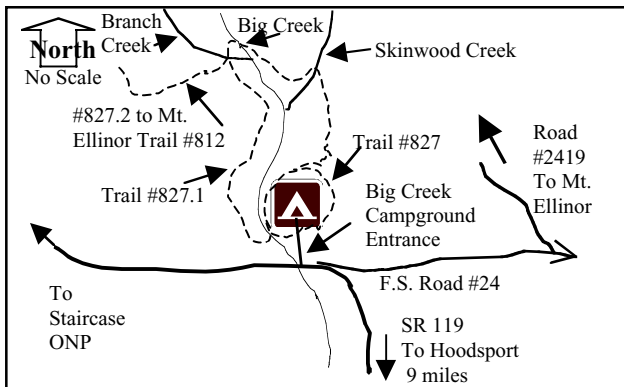 Branch
Creek
Big Creek
North
No Scale
Skinwood Creek
#827.2 to Mt.
Ellinor Trail #812
Trail #827
Road
#2419
To Mt.
Ellinor
Trail #827.1
Big Creek
Campground
Entrance
F.S. Road #24
To
Staircase
ONP
SR 119
To Hoodsport
9 miles